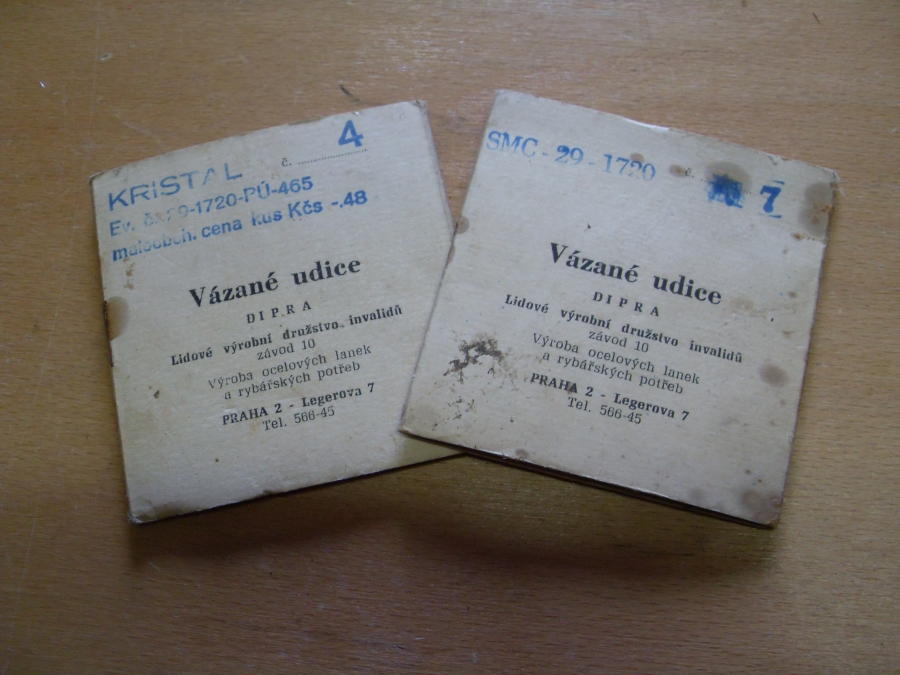 KRISTAL č. 4
Ev. č. 29-1720-PÚ-465
maloobch. cena kus Kčs -.48
Vázané udice
DIPRA
Lidové výrobní družstvo invalidů
závod 10
Výroba ocelových lanek
a rybářských potřeb
PRAHA 2 - Legerova 7
Tel. 566-45
SMC - 29 - 1720 č. 7
Vázané udice
DIPRA
Lidové výrobní družstvo invalidů
závod 10
Výroba ocelových lanek
a rybářských potřeb
PRAHA 2 - Legerova 7
Tel. 566-45